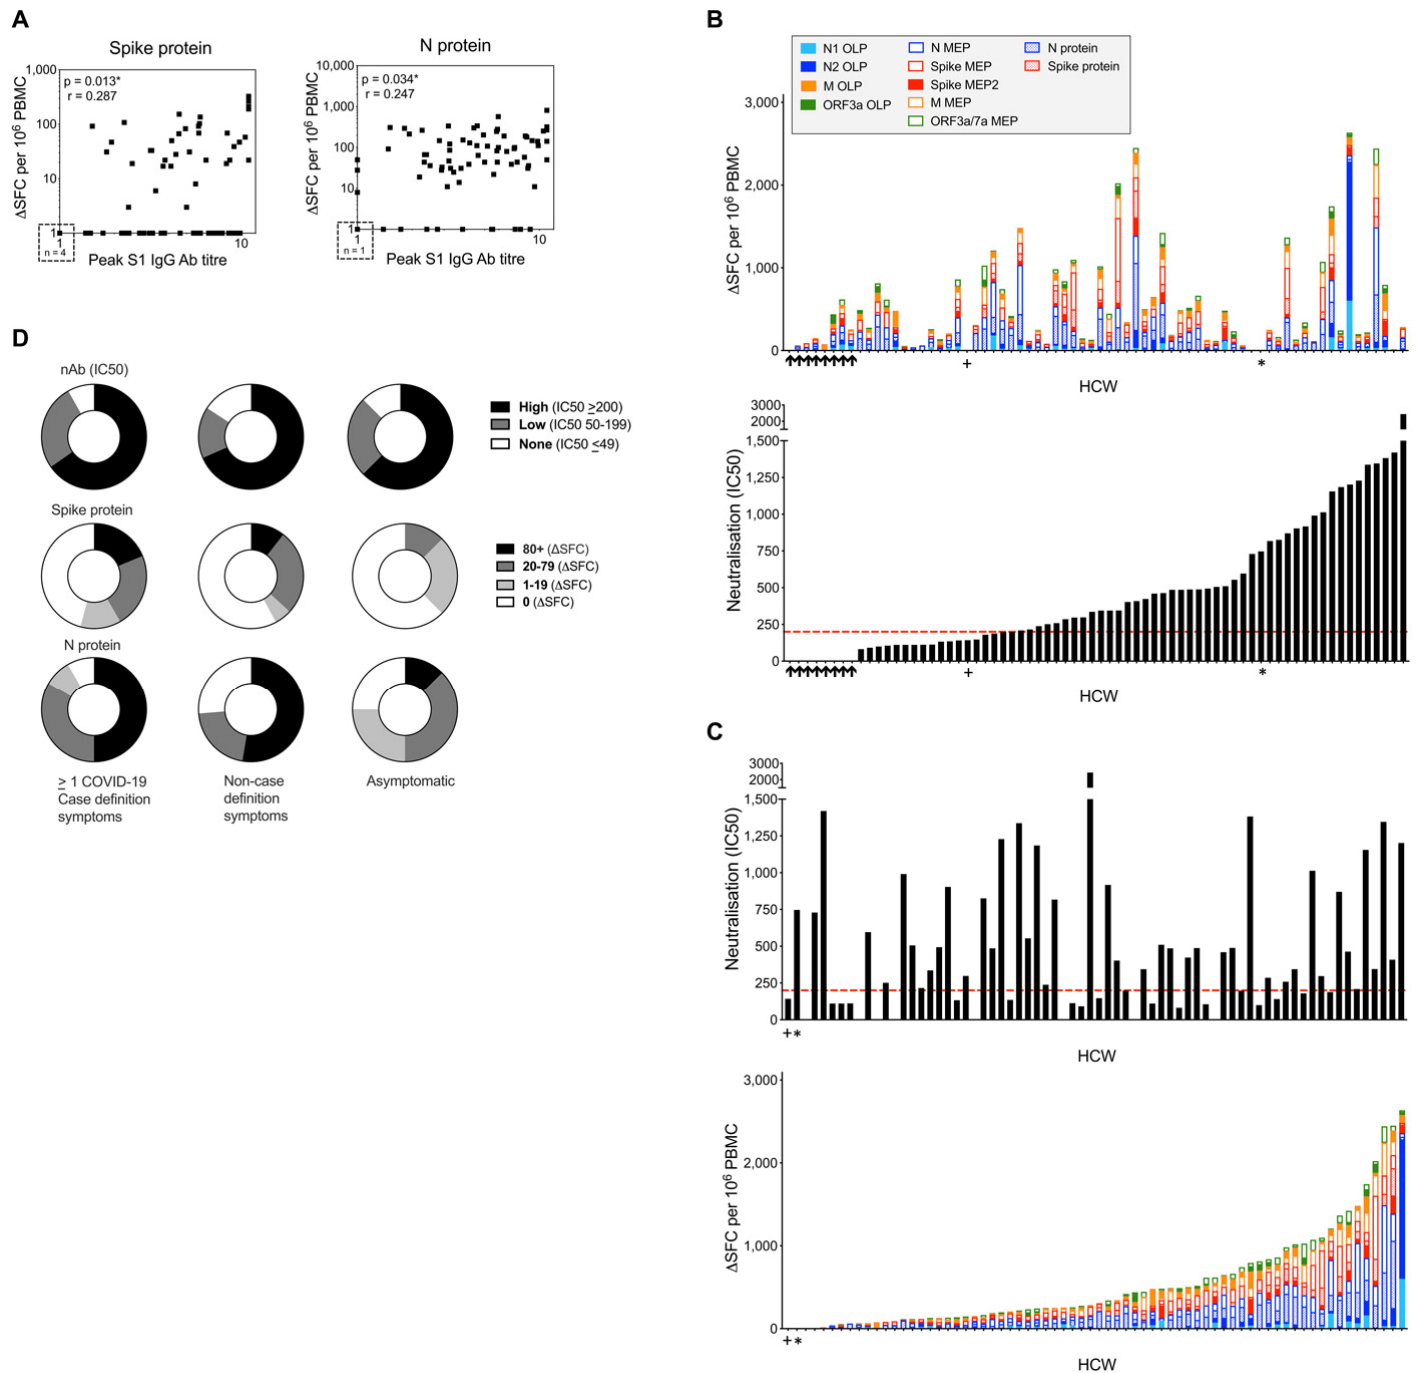 A
Spike protein
1,000
100
10
1
p = 0.013*
r = 0.287
ΔSFC per 10⁶ PBMC
1
10
n = 4
Peak S1 IgG Ab titre
N protein
10,000
1,000
100
10
1
p = 0.034*
r = 0.247
ΔSFC per 10⁶ PBMC
1
10
n = 1
Peak S1 IgG Ab titre
B
N1 OLP
N2 OLP
M OLP
ORF3a OLP
N MEP
Spike MEP
Spike MEP2
M MEP
ORF3a/7a MEP
N protein
Spike protein
3,000
2,000
1,000
0
ΔSFC per 10⁶ PBMC
+
*
HCW
3000
2000
1,500
1,250
1,000
750
500
250
0
Neutralisation (IC50)
+
*
HCW
C
3000
2000
1,500
1,250
1,000
750
500
250
0
Neutralisation (IC50)
+*
HCW
3,000
2,000
1,000
0
ΔSFC per 10⁶ PBMC
+*
HCW
D
nAb (IC50)
High (IC50 ≥200)
Low (IC50 50-199)
None (IC50 ≤49)
Spike protein
80+ (ΔSFC)
20-79 (ΔSFC)
1-19 (ΔSFC)
0 (ΔSFC)
N protein
≥ 1 COVID-19
Case definition
symptoms
Non-case
definition
symptoms
Asymptomatic